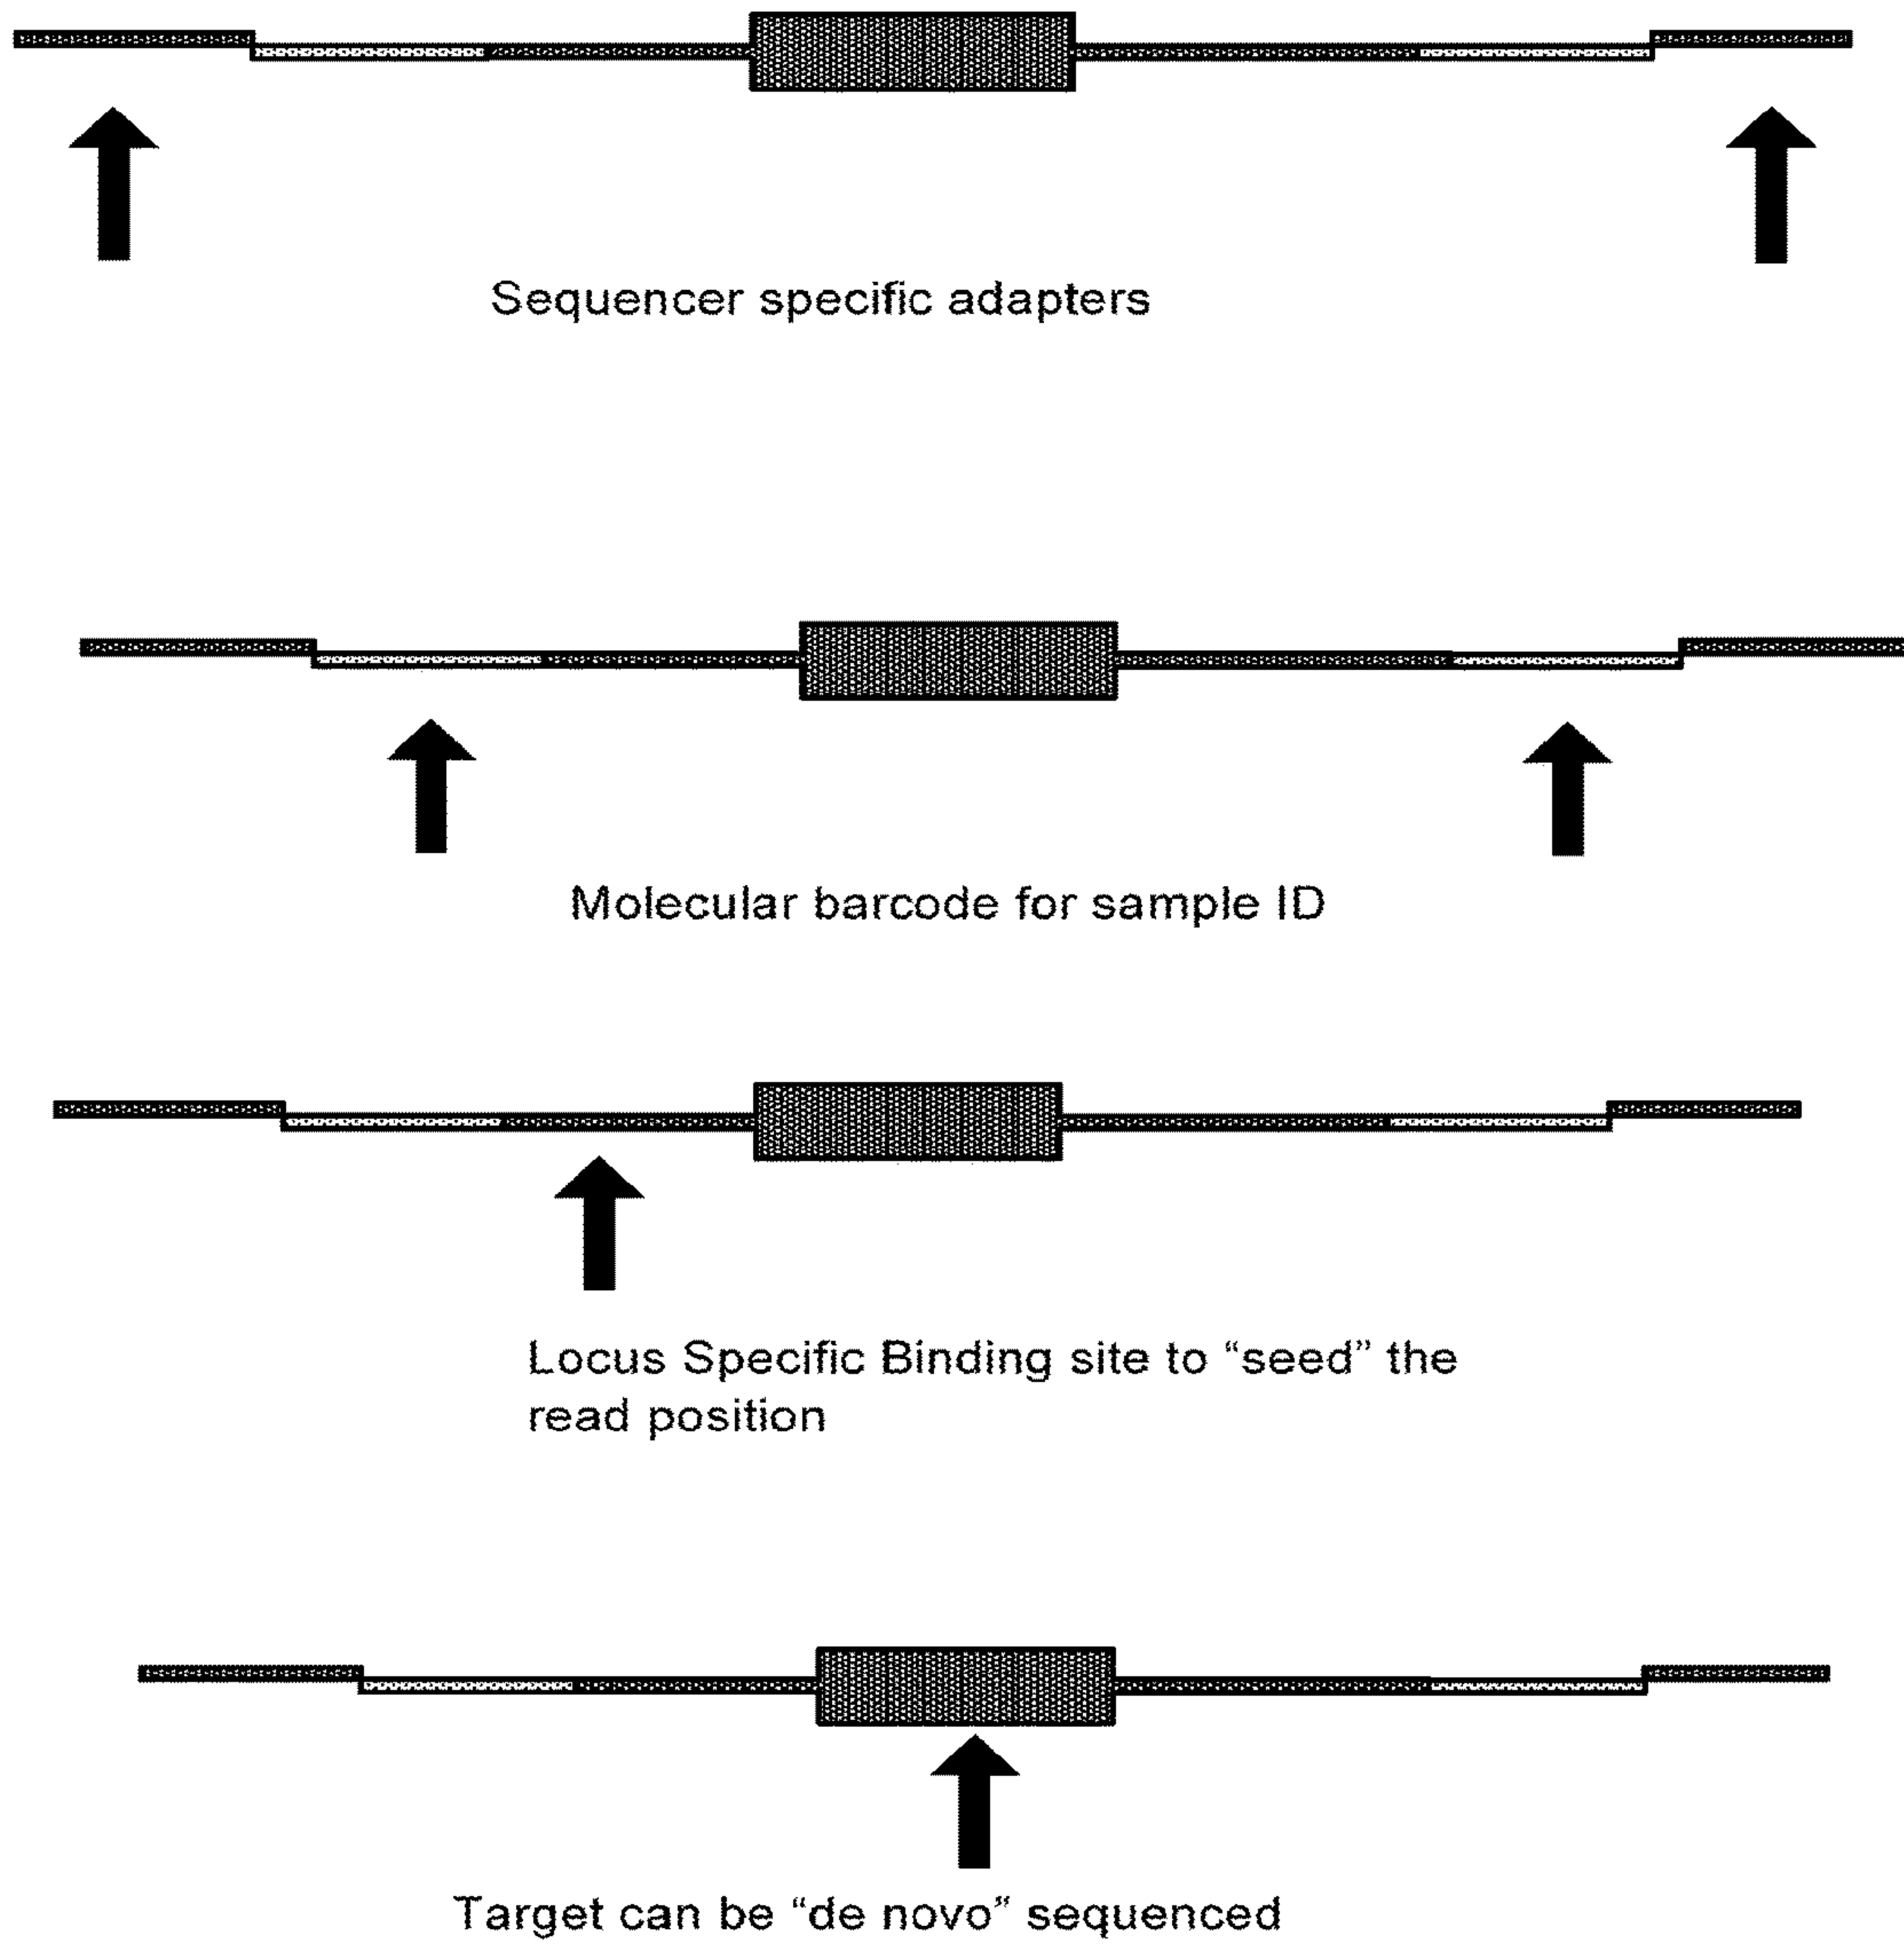 Sequencer specific adapters
Molecular barcode for sample ID
Locus Specific Binding site to “seed” the
read position
Target can be “de novo” sequenced